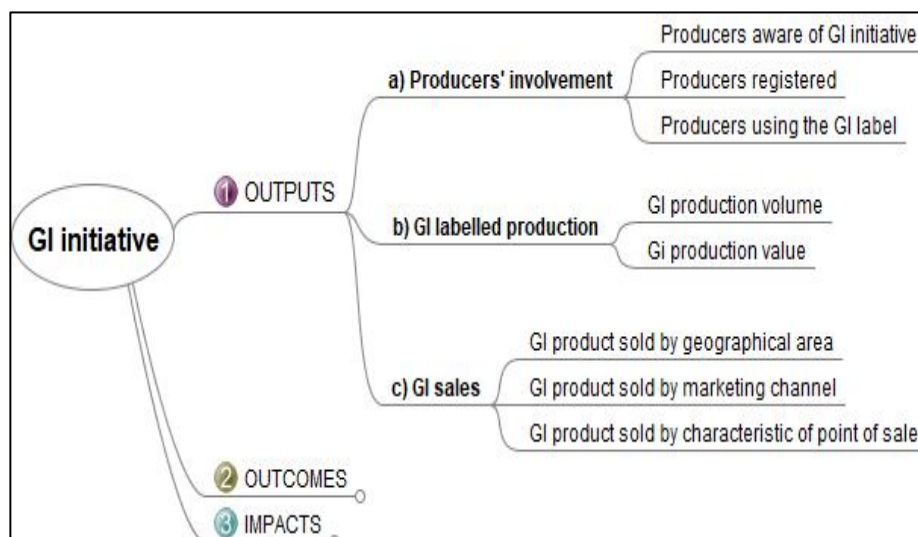 GI initiative
1 OUTPUTS
a) Producers' involvement
Producers aware of GI initiative
Producers registered
Producers using the GI label
b) GI labelled production
GI production volume
Gi production value
c) GI sales
GI product sold by geographical area
GI product sold by marketing channel
GI product sold by characteristic of point of sale
2 OUTCOMES
3 IMPACTS